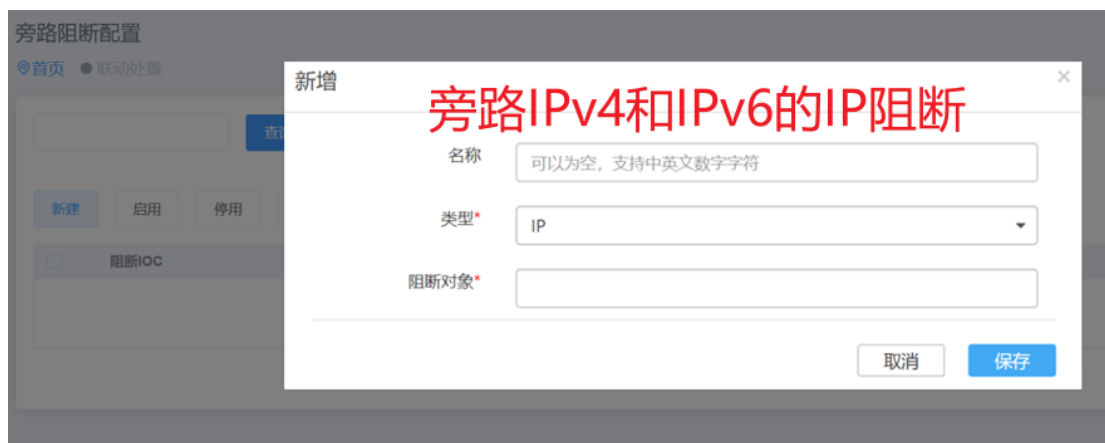 旁路阻断配置
首页 联动处置
新增
×
旁路IPv4和IPv6的IP阻断
名称 可以为空，支持中英文数字字符
类型* IP
阻断对象*
新建 启用 停用
阻断IOC
取消 保存